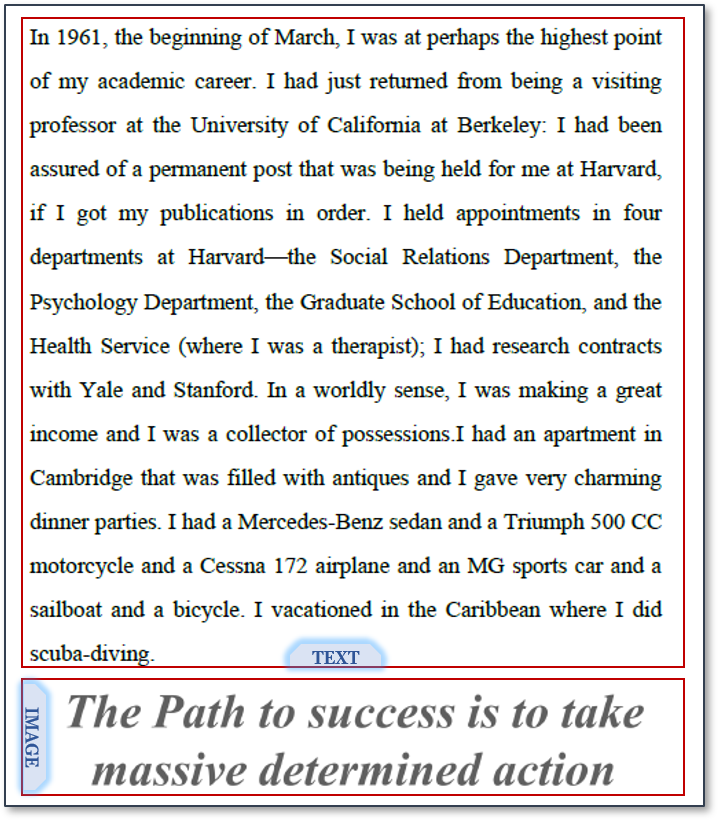 In 1961, the beginning of March, I was at perhaps the highest point
of my academic career. I had just returned from being a visiting
professor at the University of California at Berkeley: I had been
assured of a permanent post that was being held for me at Harvard,
if I got my publications in order. I held appointments in four
departments at Harvard—the Social Relations Department, the
Psychology Department, the Graduate School of Education, and the
Health Service (where I was a therapist); I had research contracts
with Yale and Stanford. In a worldly sense, I was making a great
income and I was a collector of possessions.I had an apartment in
Cambridge that was filled with antiques and I gave very charming
dinner parties. I had a Mercedes-Benz sedan and a Triumph 500 CC
motorcycle and a Cessna 172 airplane and an MG sports car and a
sailboat and a bicycle. I vacationed in the Caribbean where I did
scuba-diving.
TEXT
IMAGE
The Path to success is to take
massive determined action